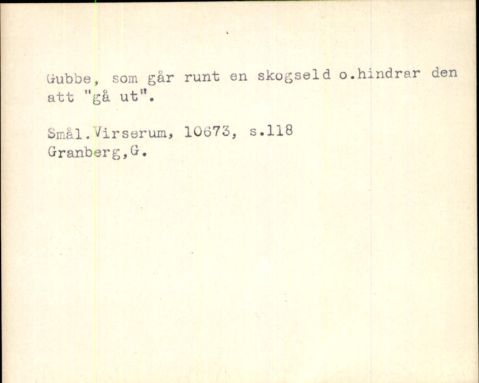 Gubbe, som går runt en skogseld o.hindrar den
att "gå ut".
Smål.Virserum, 10673, s.118
Granberg,G.